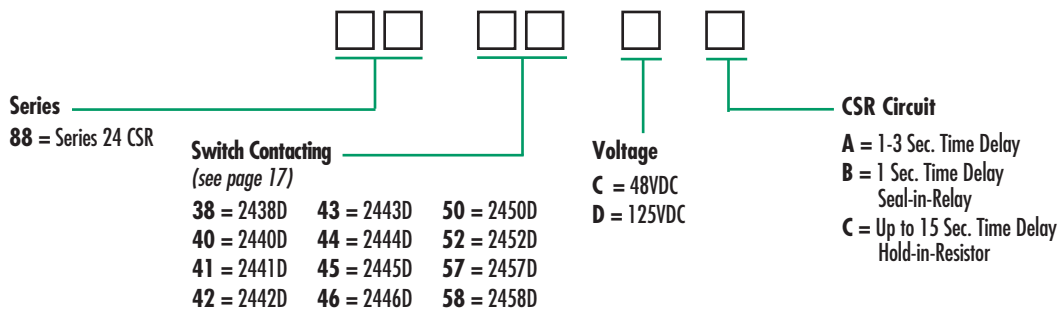 Series
88 = Series 24 CSR
Switch Contacting
(see page 17)
38 = 2438D 43 = 2443D 50 = 2450D
40 = 2440D 44 = 2444D 52 = 2452D
41 = 2441D 45 = 2445D 57 = 2457D
42 = 2442D 46 = 2446D 58 = 2458D
Voltage
C = 48VDC
D = 125VDC
CSR Circuit
A = 1-3 Sec. Time Delay
B = 1 Sec. Time Delay
Seal-in-Relay
C = Up to 15 Sec. Time Delay
Hold-in-Resistor